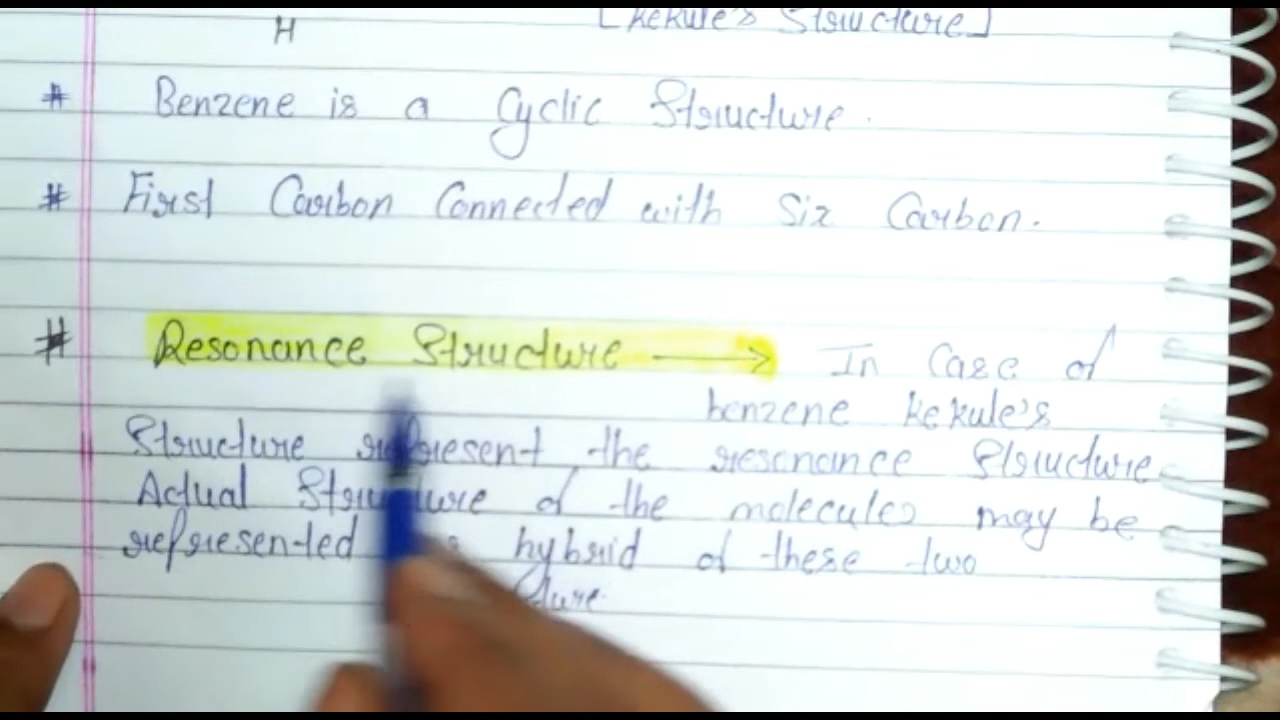 H
[Kekule's Structure]
# Benzene is a Cyclic Structure.
# First Carbon Connected with Six Carbon.
# Resonance Structure → In Case of
benzene kekule's
Structure represent the resonance Structure
Actual Structure of the molecules may be
represented hybrid of these two